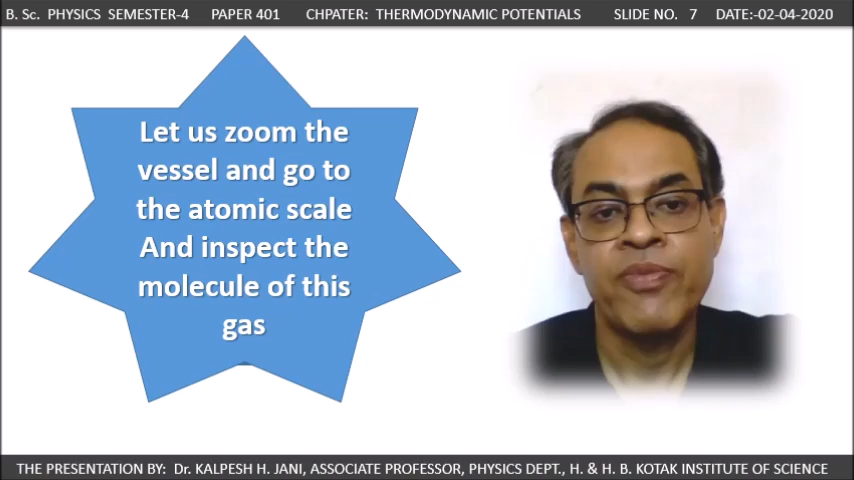 B. Sc. PHYSICS SEMESTER-4 PAPER 401 CHPATER: THERMODYNAMIC POTENTIALS SLIDE NO. 7 DATE:-02-04-2020
Let us zoom the
vessel and go to
the atomic scale
And inspect the
molecule of this
gas
THE PRESENTATION BY: Dr. KALPESH H. JANI, ASSOCIATE PROFESSOR, PHYSICS DEPT., H. & H. B. KOTAK INSTITUTE OF SCIENCE